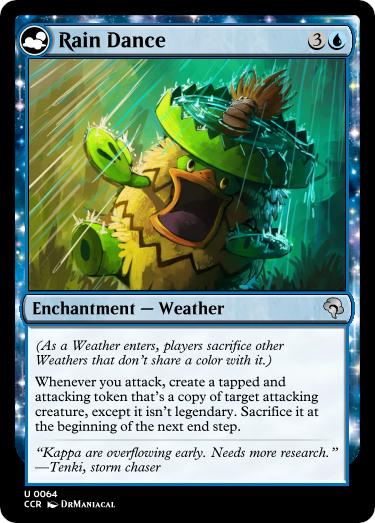 Rain Dance 3
Enchantment — Weather
(As a Weather enters, players sacrifice other
Weathers that don't share a color with it.)
Whenever you attack, create a tapped and
attacking token that's a copy of target attacking
creature, except it isn't legendary. Sacrifice it at
the beginning of the next end step.
"Kappa are overflowing early. Needs more research."
—Tenki, storm chaser
U 0064
CCR DrManiacal